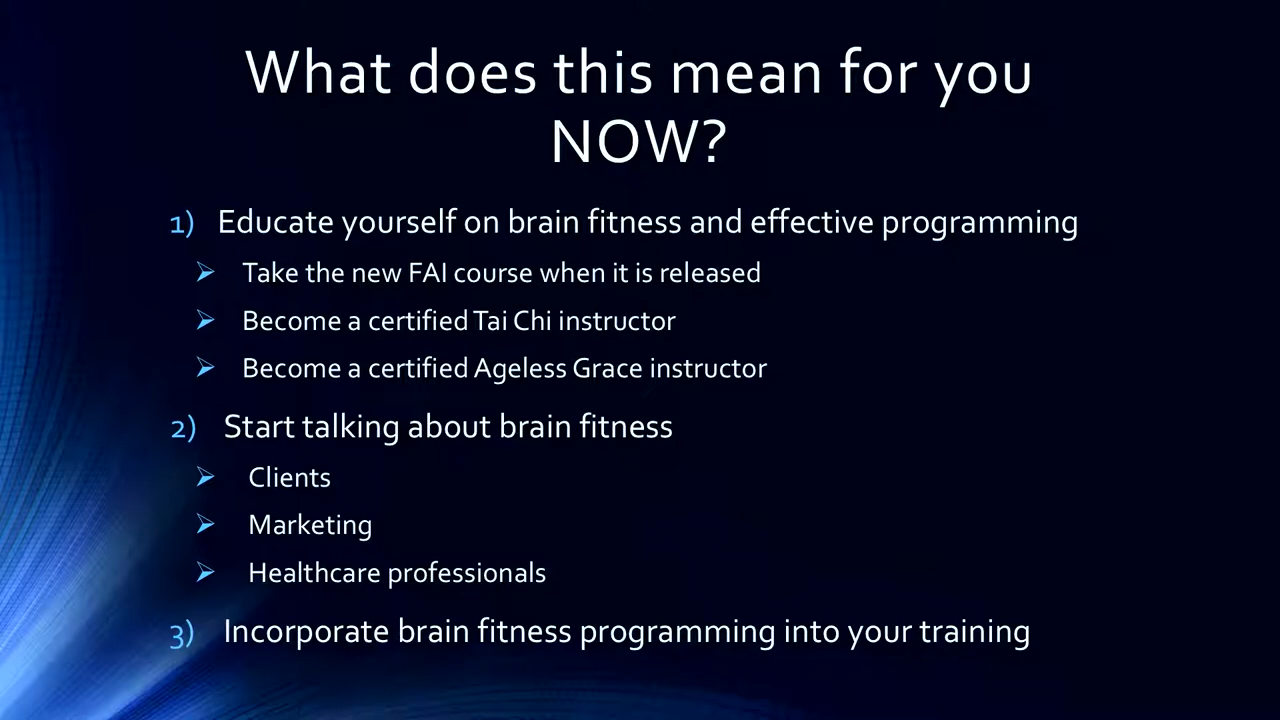 What does this mean for you
NOW?
1) Educate yourself on brain fitness and effective programming
➢ Take the new FAI course when it is released
➢ Become a certified Tai Chi instructor
➢ Become a certified Ageless Grace instructor
2) Start talking about brain fitness
➢ Clients
➢ Marketing
➢ Healthcare professionals
3) Incorporate brain fitness programming into your training